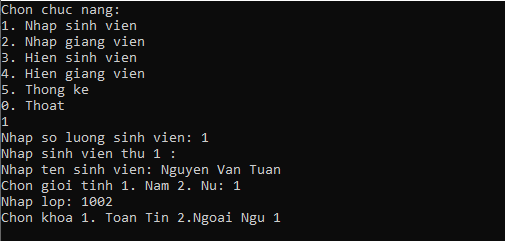 Chon chuc nang:
1. Nhap sinh vien
2. Nhap giang vien
3. Hien sinh vien
4. Hien giang vien
5. Thong ke
0. Thoat
1
Nhap so luong sinh vien: 1
Nhap sinh vien thu 1 :
Nhap ten sinh vien: Nguyen Van Tuan
Chon gioi tinh 1. Nam 2. Nu: 1
Nhap lop: 1002
Chon khoa 1. Toan Tin 2.Ngoai Ngu 1